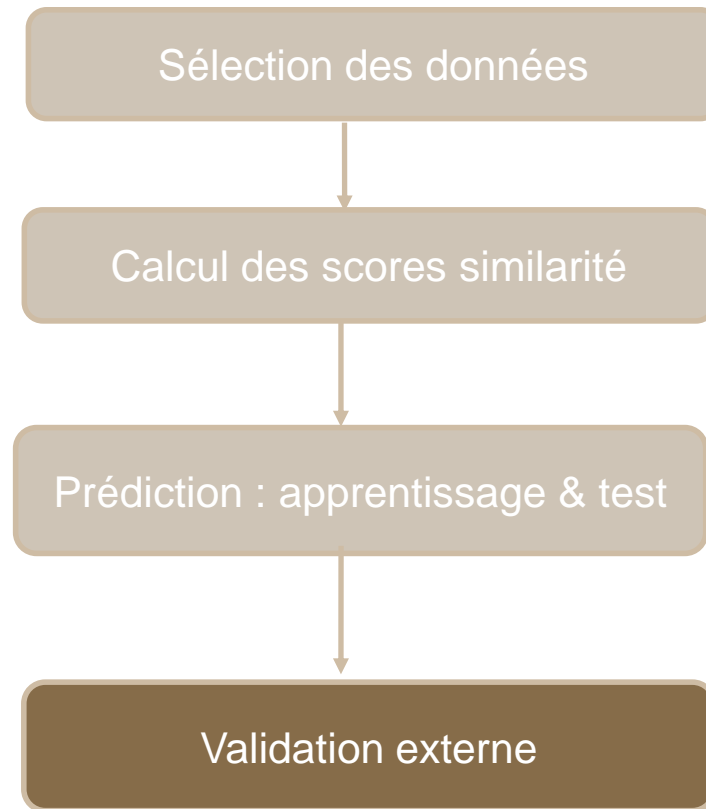 Sélection des données
Calcul des scores similarité
Prédiction : apprentissage & test
Validation externe